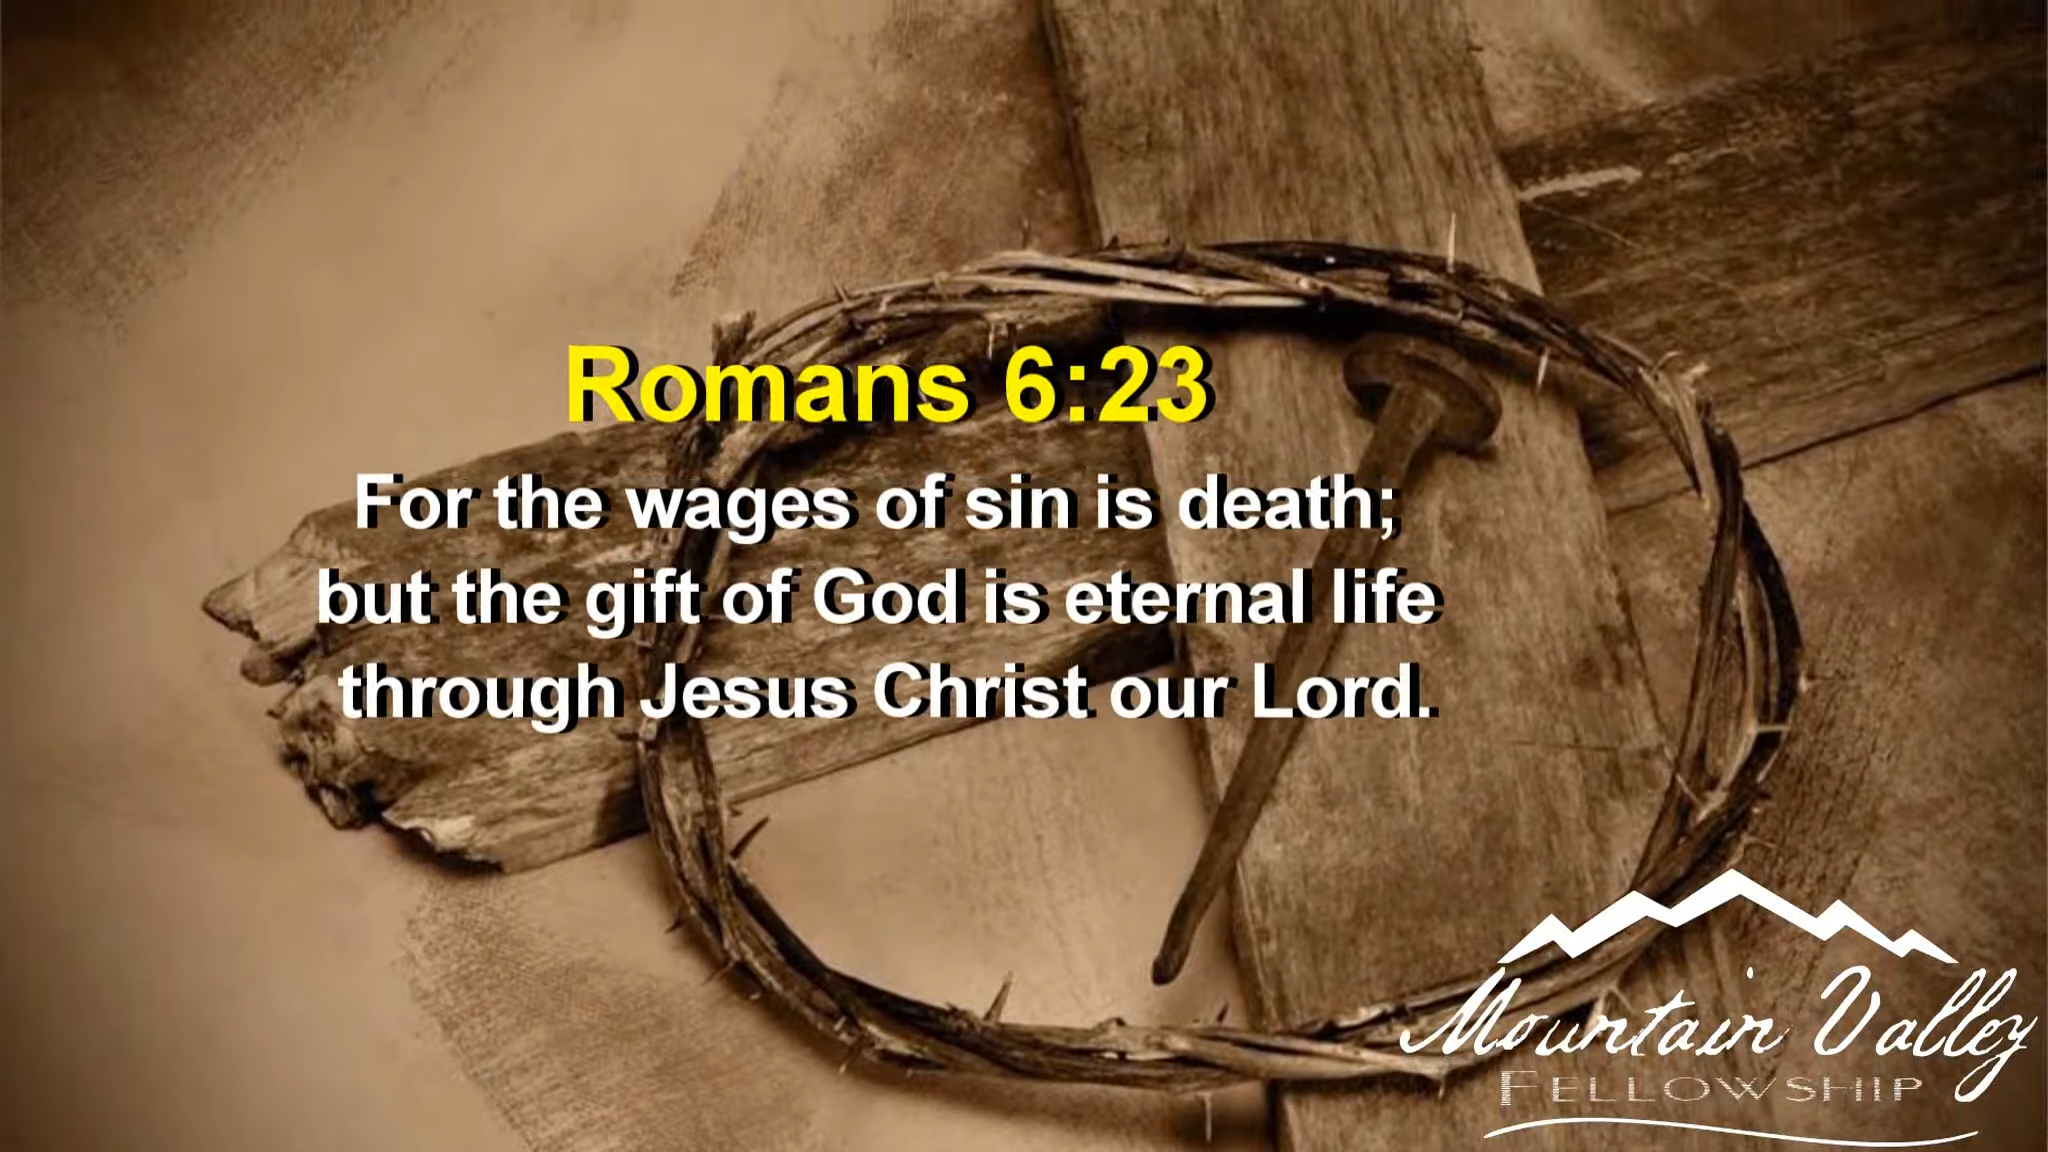 Romans 6:23
For the wages of sin is death;
but the gift of God is eternal life
through Jesus Christ our Lord.
Mountain Valley
FELLOWSHIP